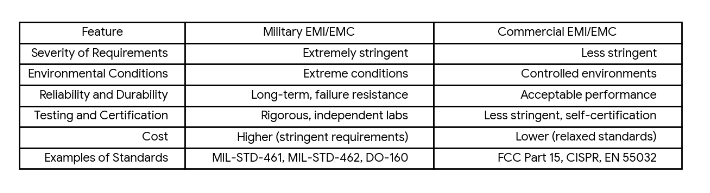 Feature Military EMI/EMC Commercial EMI/EMC
Severity of Requirements Extremely stringent Less stringent
Environmental Conditions Extreme conditions Controlled environments
Reliability and Durability Long-term, failure resistance Acceptable performance
Testing and Certification Rigorous, independent labs Less stringent, self-certification
Cost Higher (stringent requirements) Lower (relaxed standards)
Examples of Standards MIL-STD-461, MIL-STD-462, DO-160 FCC Part 15, CISPR, EN 55032